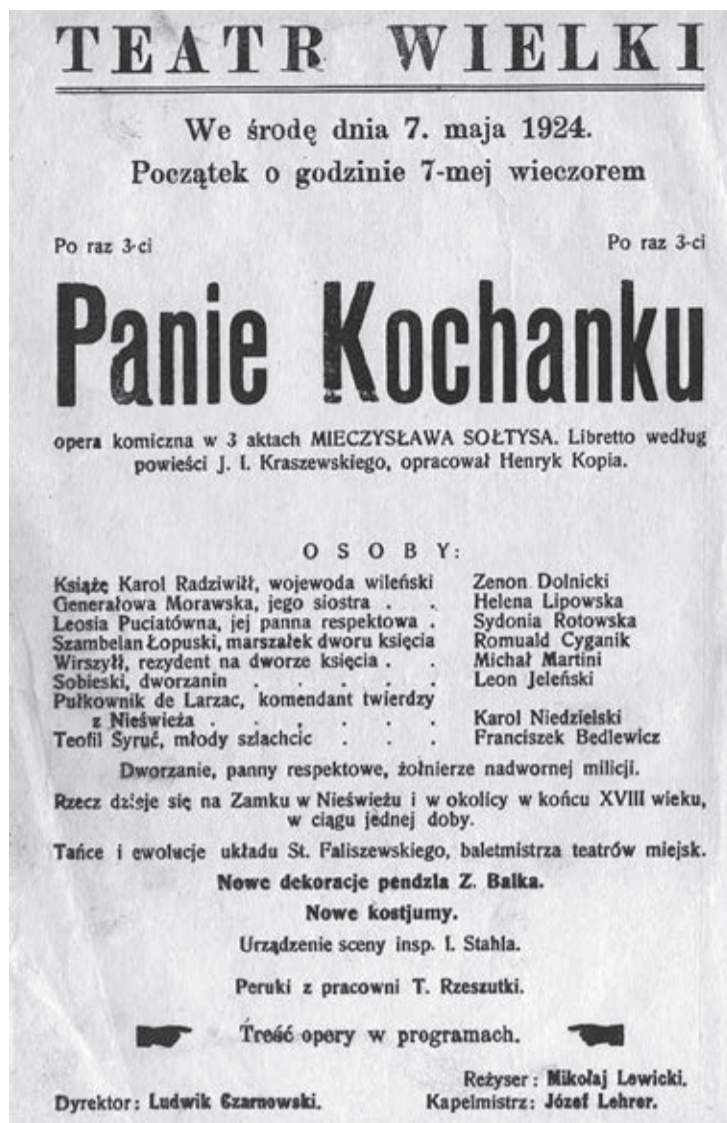 TEATR WIELKI
We środę dnia 7. maja 1924.
Początek o godzinie 7-mej wieczorem
Po raz 3-ci Po raz 3-ci
Panie Kochanku
opera komiczna w 3 aktach MIECZYSŁAWA SOŁTYSA. Libretto według
powieści J. I. Kraszewskiego, opracował Henryk Kopia.
OSOBY:
Książę Karol Radziwiłł, wojewoda wileński Zenon Dolnicki
Generałowa Morawska, jego siostra . . Helena Lipowska
Leosia Puciatówna, jej panna respektowa . Sydonia Rotowska
Szambelan Łopuski, marszałek dworu księcia Romuald Cyganik
Wirszyłł, rezydent na dworze księcia . . Michał Martini
Sobieski, dworzanin . . . . . Leon Jeleński
Pułkownik de Larzac, komendant twierdzy
z Nieświeża . . . . . . Karol Niedzielski
Teofil Syruć, młody szlachcic . . . Franciszek Bedlewicz
Dworzanie, panny respektowe, żołnierze nadwornej milicji.
Rzecz dzieje się na Zamku w Nieświeżu i w okolicy w końcu XVIII wieku,
w ciągu jednej doby.
Tańce i ewolucje układu St. Faliszewskiego, baletmistrza teatrów miejsk.
Nowe dekoracje pendzla Z. Balka.
Nowe kostjumy.
Urządzenie sceny insp. I. Stahla.
Peruki z pracowni T. Rzeszutki.
Treść opery w programach.
Reżyser: Mikołaj Lewicki.
Dyrektor: Ludwik Czarnowski. Kapelmistrz: Józef Lehrer.